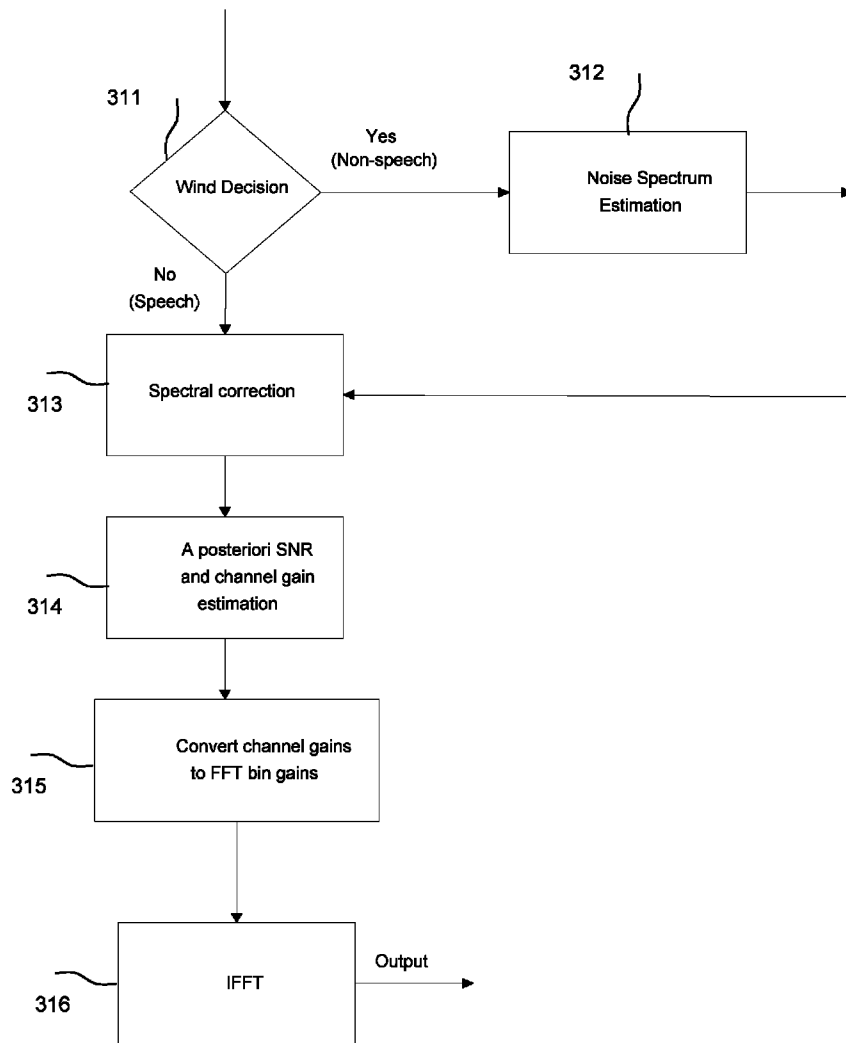 312
311
Yes
(Non-speech)
Wind Decision
Noise Spectrum
Estimation
No
(Speech)
Spectral correction
313
A posteriori SNR
and channel gain
estimation
314
Convert channel gains
to FFT bin gains
315
Output
IFFT
316